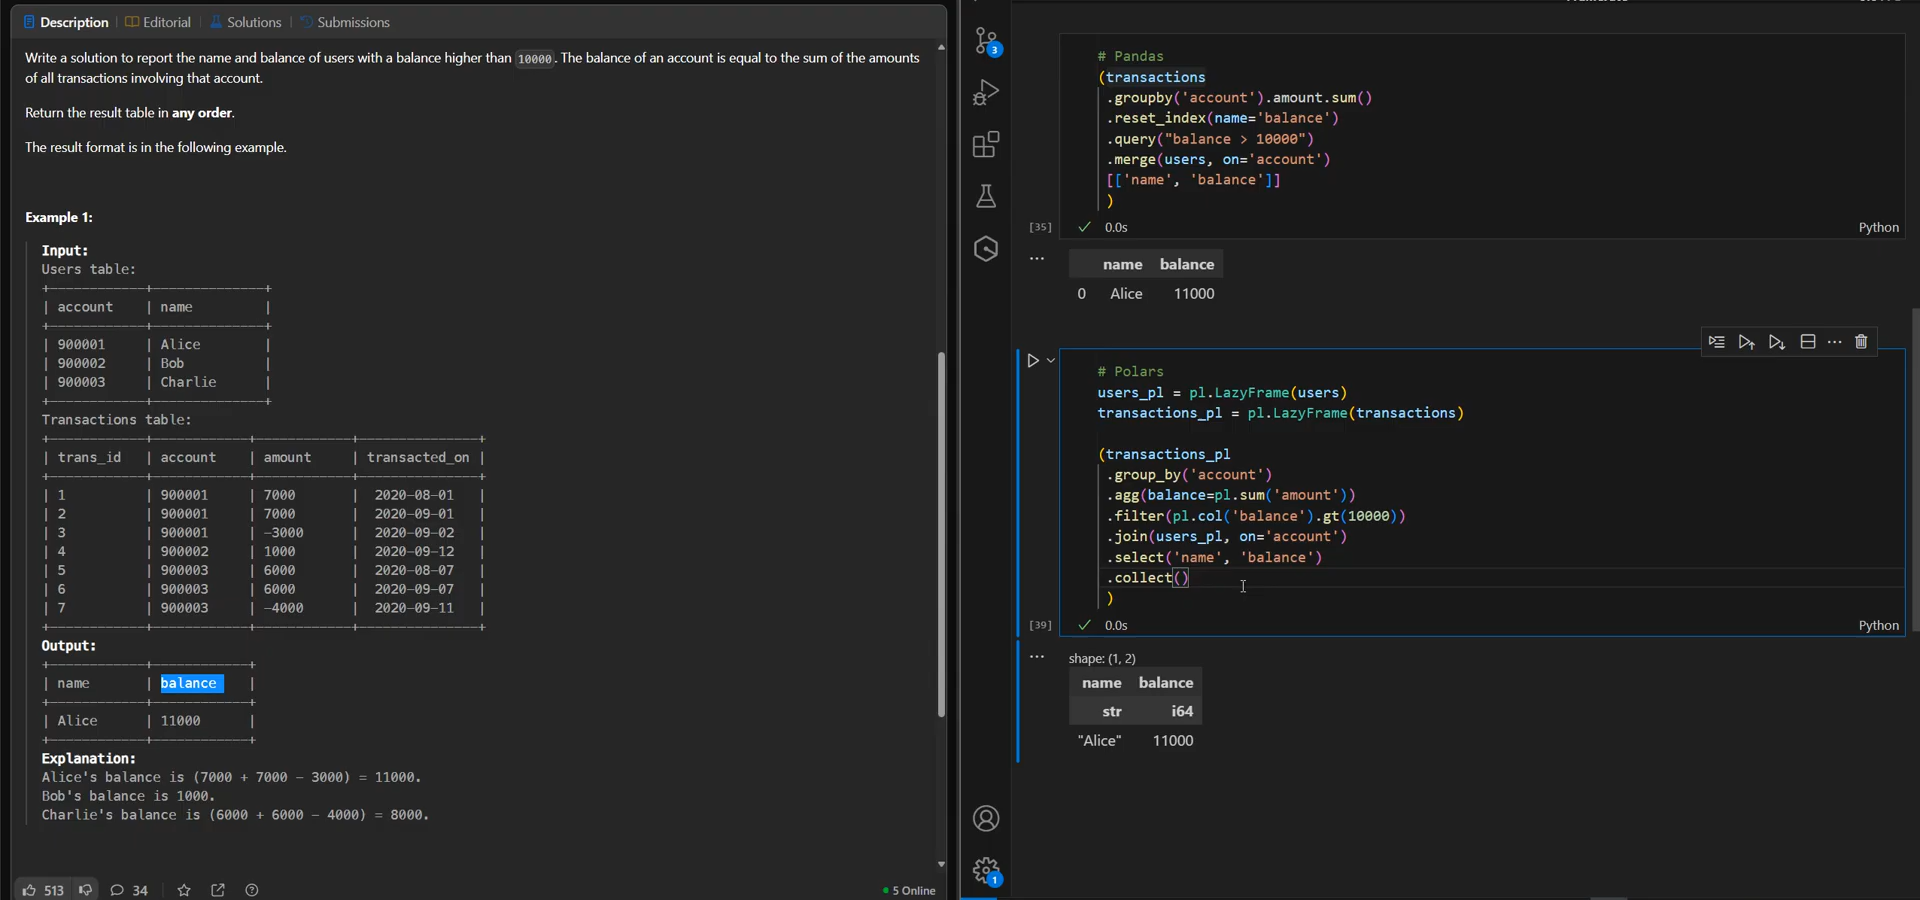 Description
Editorial
Solutions
Submissions
Write a solution to report the name and balance of users with a balance higher than 10000. The balance of an account is equal to the sum of the amounts
of all transactions involving that account.
Return the result table in any order.
The result format is in the following example.
Example 1:
Input:
Users table:
+------------+--------------+
| account | name |
+------------+--------------+
| 900001 | Alice |
| 900002 | Bob |
| 900003 | Charlie |
+------------+--------------+
Transactions table:
+------------+------------+------------+---------------+
| trans_id | account | amount | transacted_on |
+------------+------------+------------+---------------+
| 1 | 900001 | 7000 | 2020-08-01 |
| 2 | 900001 | 7000 | 2020-09-01 |
| 3 | 900001 | -3000 | 2020-09-02 |
| 4 | 900002 | 1000 | 2020-09-12 |
| 5 | 900003 | 6000 | 2020-08-07 |
| 6 | 900003 | 6000 | 2020-09-07 |
| 7 | 900003 | -4000 | 2020-09-11 |
+------------+------------+------------+---------------+
Output:
+------------+------------+
| name | balance |
+------------+------------+
| Alice | 11000 |
+------------+------------+
Explanation:
Alice's balance is (7000 + 7000 - 3000) = 11000.
Bob's balance is 1000.
Charlie's balance is (6000 + 6000 - 4000) = 8000.
513
34
5 Online
3
1
# Pandas
(transactions
.groupby('account').amount.sum()
.reset_index(name='balance')
.query("balance > 10000")
.merge(users, on='account')
[['name', 'balance']]
)
[35] 0.0s Python
name balance
0 Alice 11000
# Polars
users_pl = pl.LazyFrame(users)
transactions_pl = pl.LazyFrame(transactions)
(transactions_pl
.group_by('account')
.agg(balance=pl.sum('amount'))
.filter(pl.col('balance').gt(10000))
.join(users_pl, on='account')
.select('name', 'balance')
.collect()
)
[39] 0.0s Python
shape: (1, 2)
name balance
str i64
"Alice" 11000